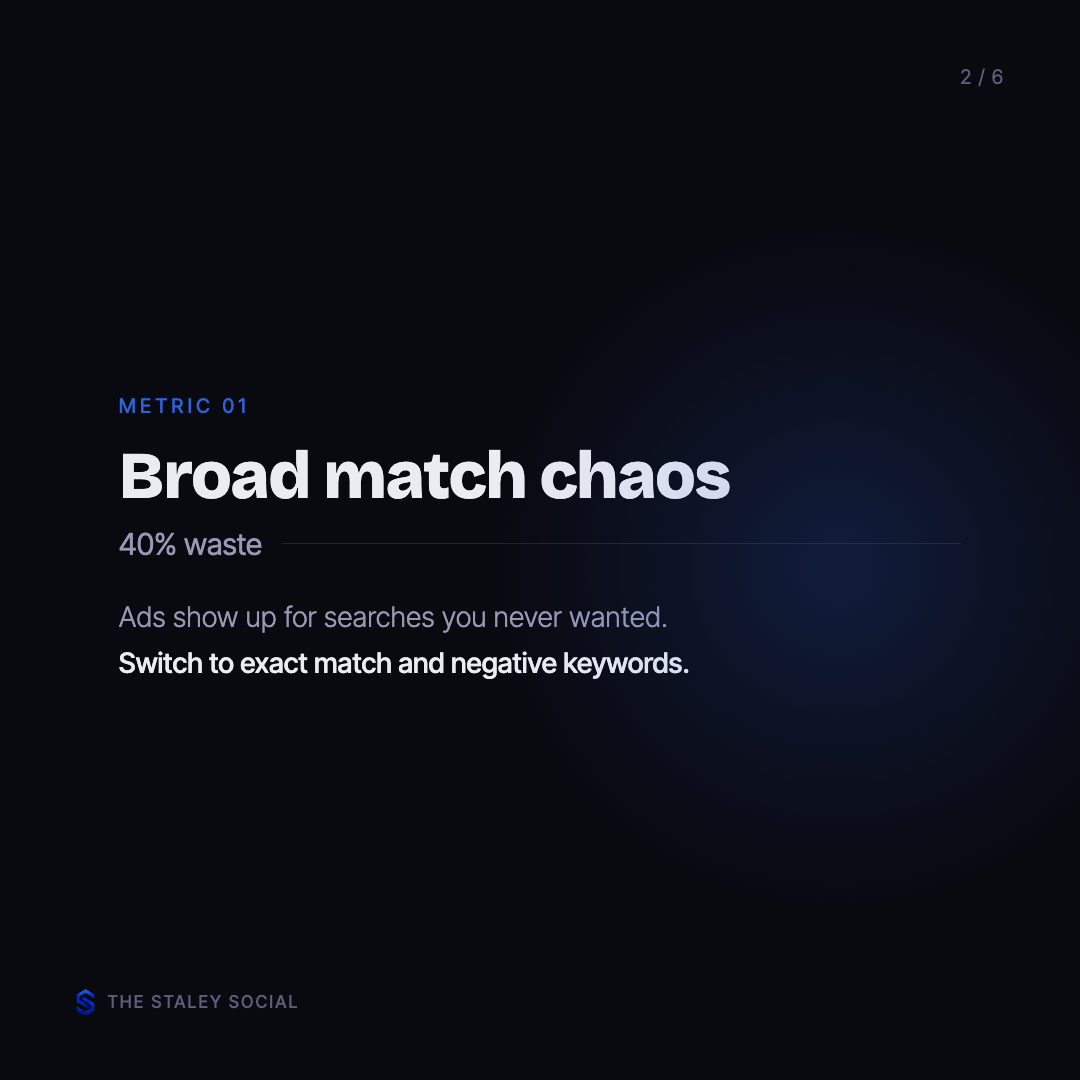 2 / 6
METRIC 01
Broad match chaos
40% waste
Ads show up for searches you never wanted.
Switch to exact match and negative keywords.
THE STALEY SOCIAL